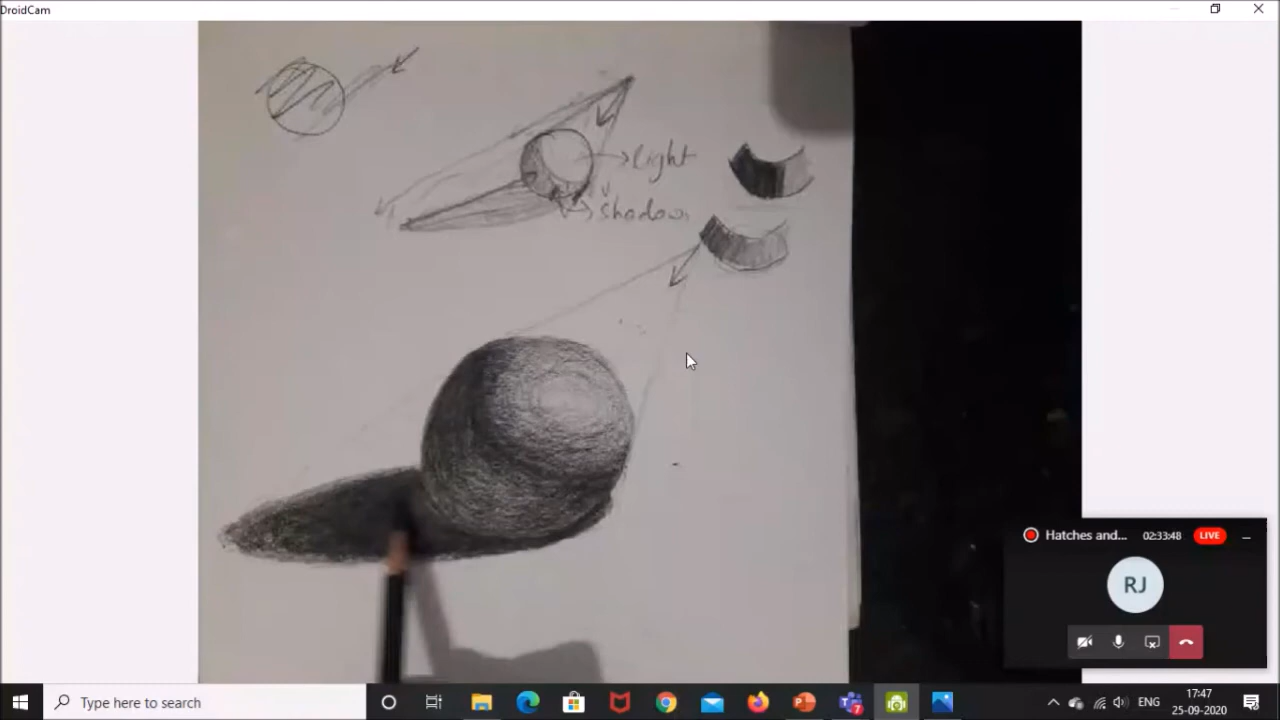 DroidCam
Light
Shadow
Hatches and...
02:33:48
LIVE
RJ
Type here to search
7
ENG
17:47
25-09-2020